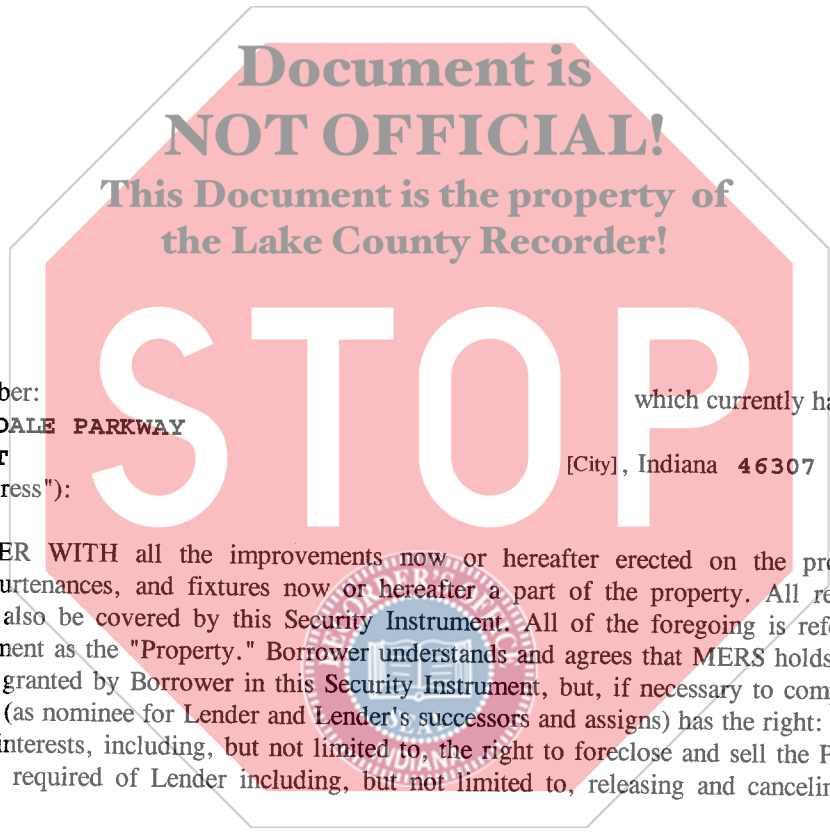 Document is
NOT OFFICIAL!
This Document is the property of
the Lake County Recorder!
STOP
ber:
which currently ha
DALE PARKWAY
T
[City], Indiana 46307
ress"):
ER WITH all the improvements now or hereafter erected on the pr
urtenances, and fixtures now or hereafter a part of the property. All re
also be covered by this Security Instrument. All of the foregoing is ref
ment as the "Property." Borrower understands and agrees that MERS holds
granted by Borrower in this Security Instrument, but, if necessary to com
(as nominee for Lender and Lender's successors and assigns) has the right:
interests, including, but not limited to, the right to foreclose and sell the P
required of Lender including, but not limited to, releasing and cancelin